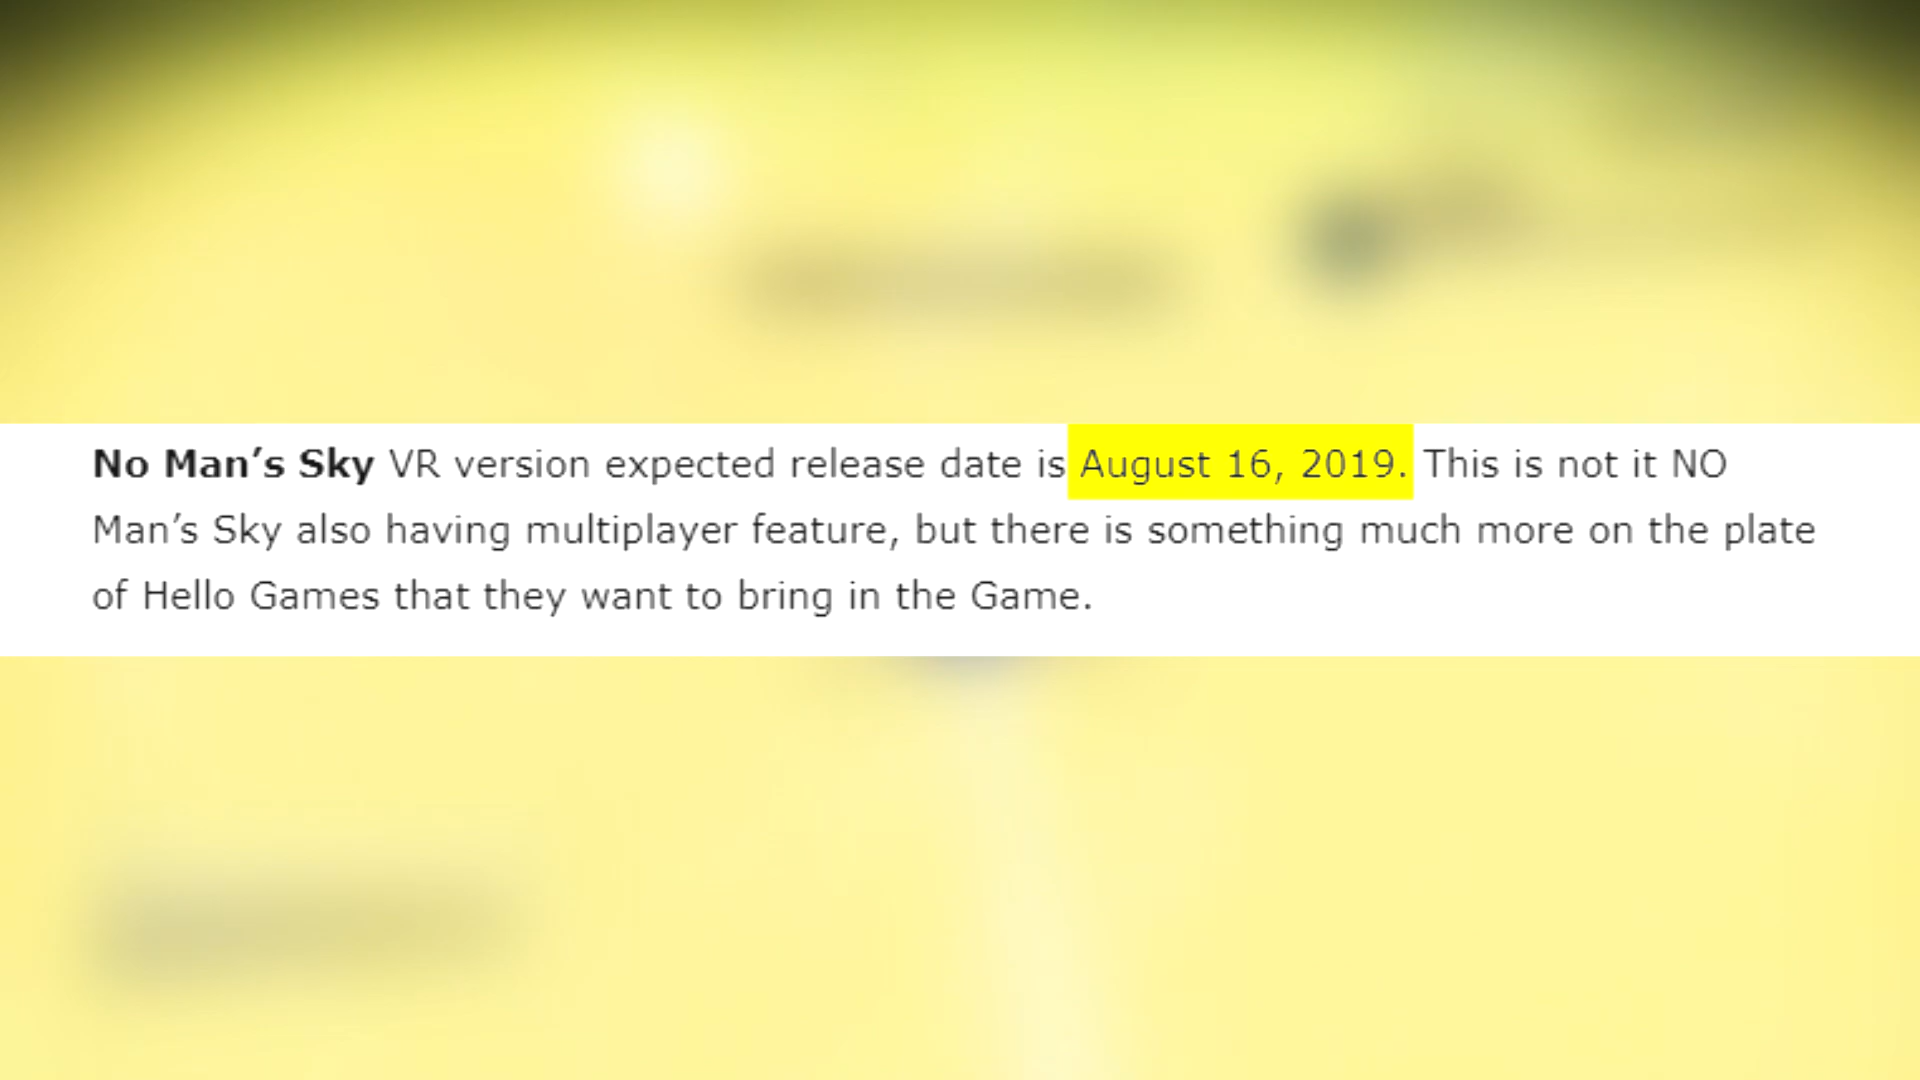 No Man’s Sky VR version expected release date is August 16, 2019. This is not it NO
Man’s Sky also having multiplayer feature, but there is something much more on the plate
of Hello Games that they want to bring in the Game.